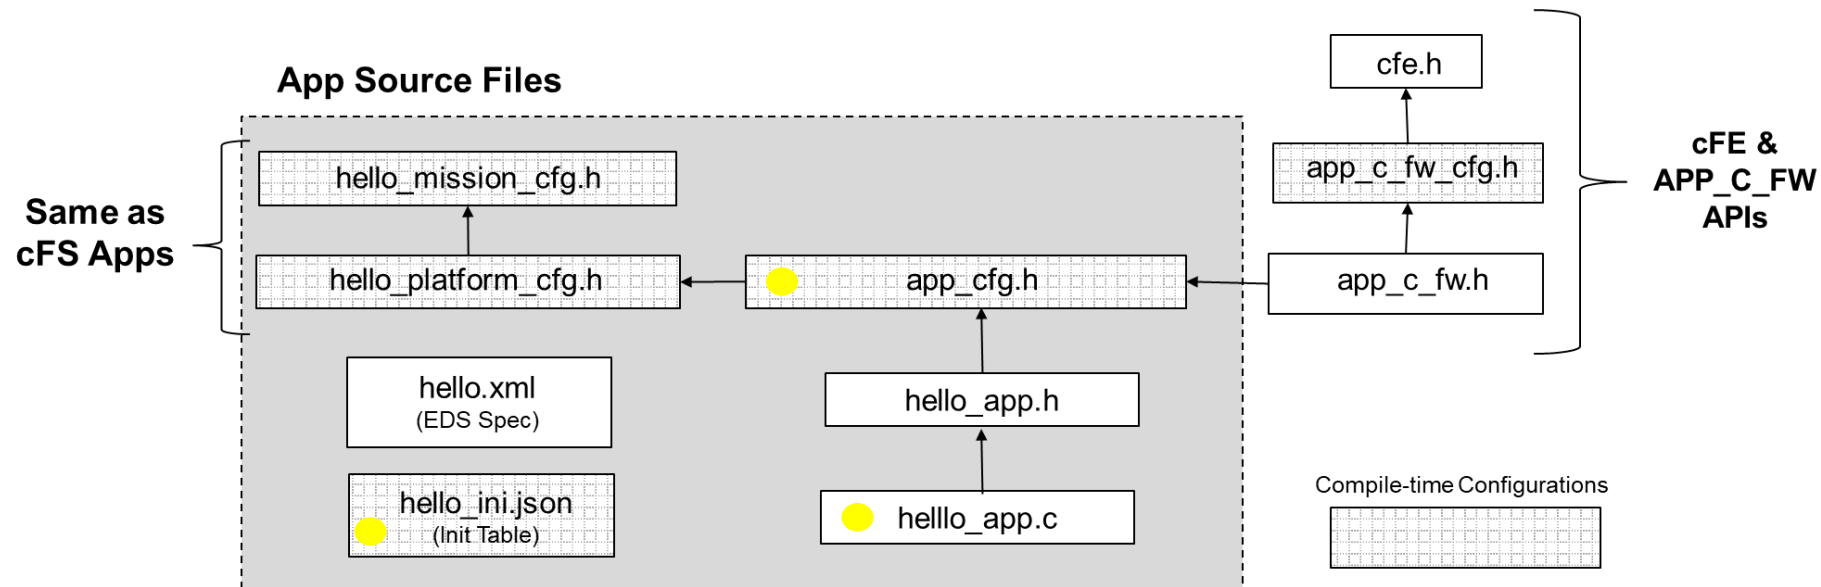 App Source Files
Same as
cFS Apps
hello_mission_cfg.h
hello_platform_cfg.h
app_cfg.h
hello.xml
(EDS Spec)
hello_app.h
hello_ini.json
(Init Table)
helllo_app.c
cfe.h
app_c_fw_cfg.h
app_c_fw.h
cFE &
APP_C_FW
APIs
Compile-time Configurations